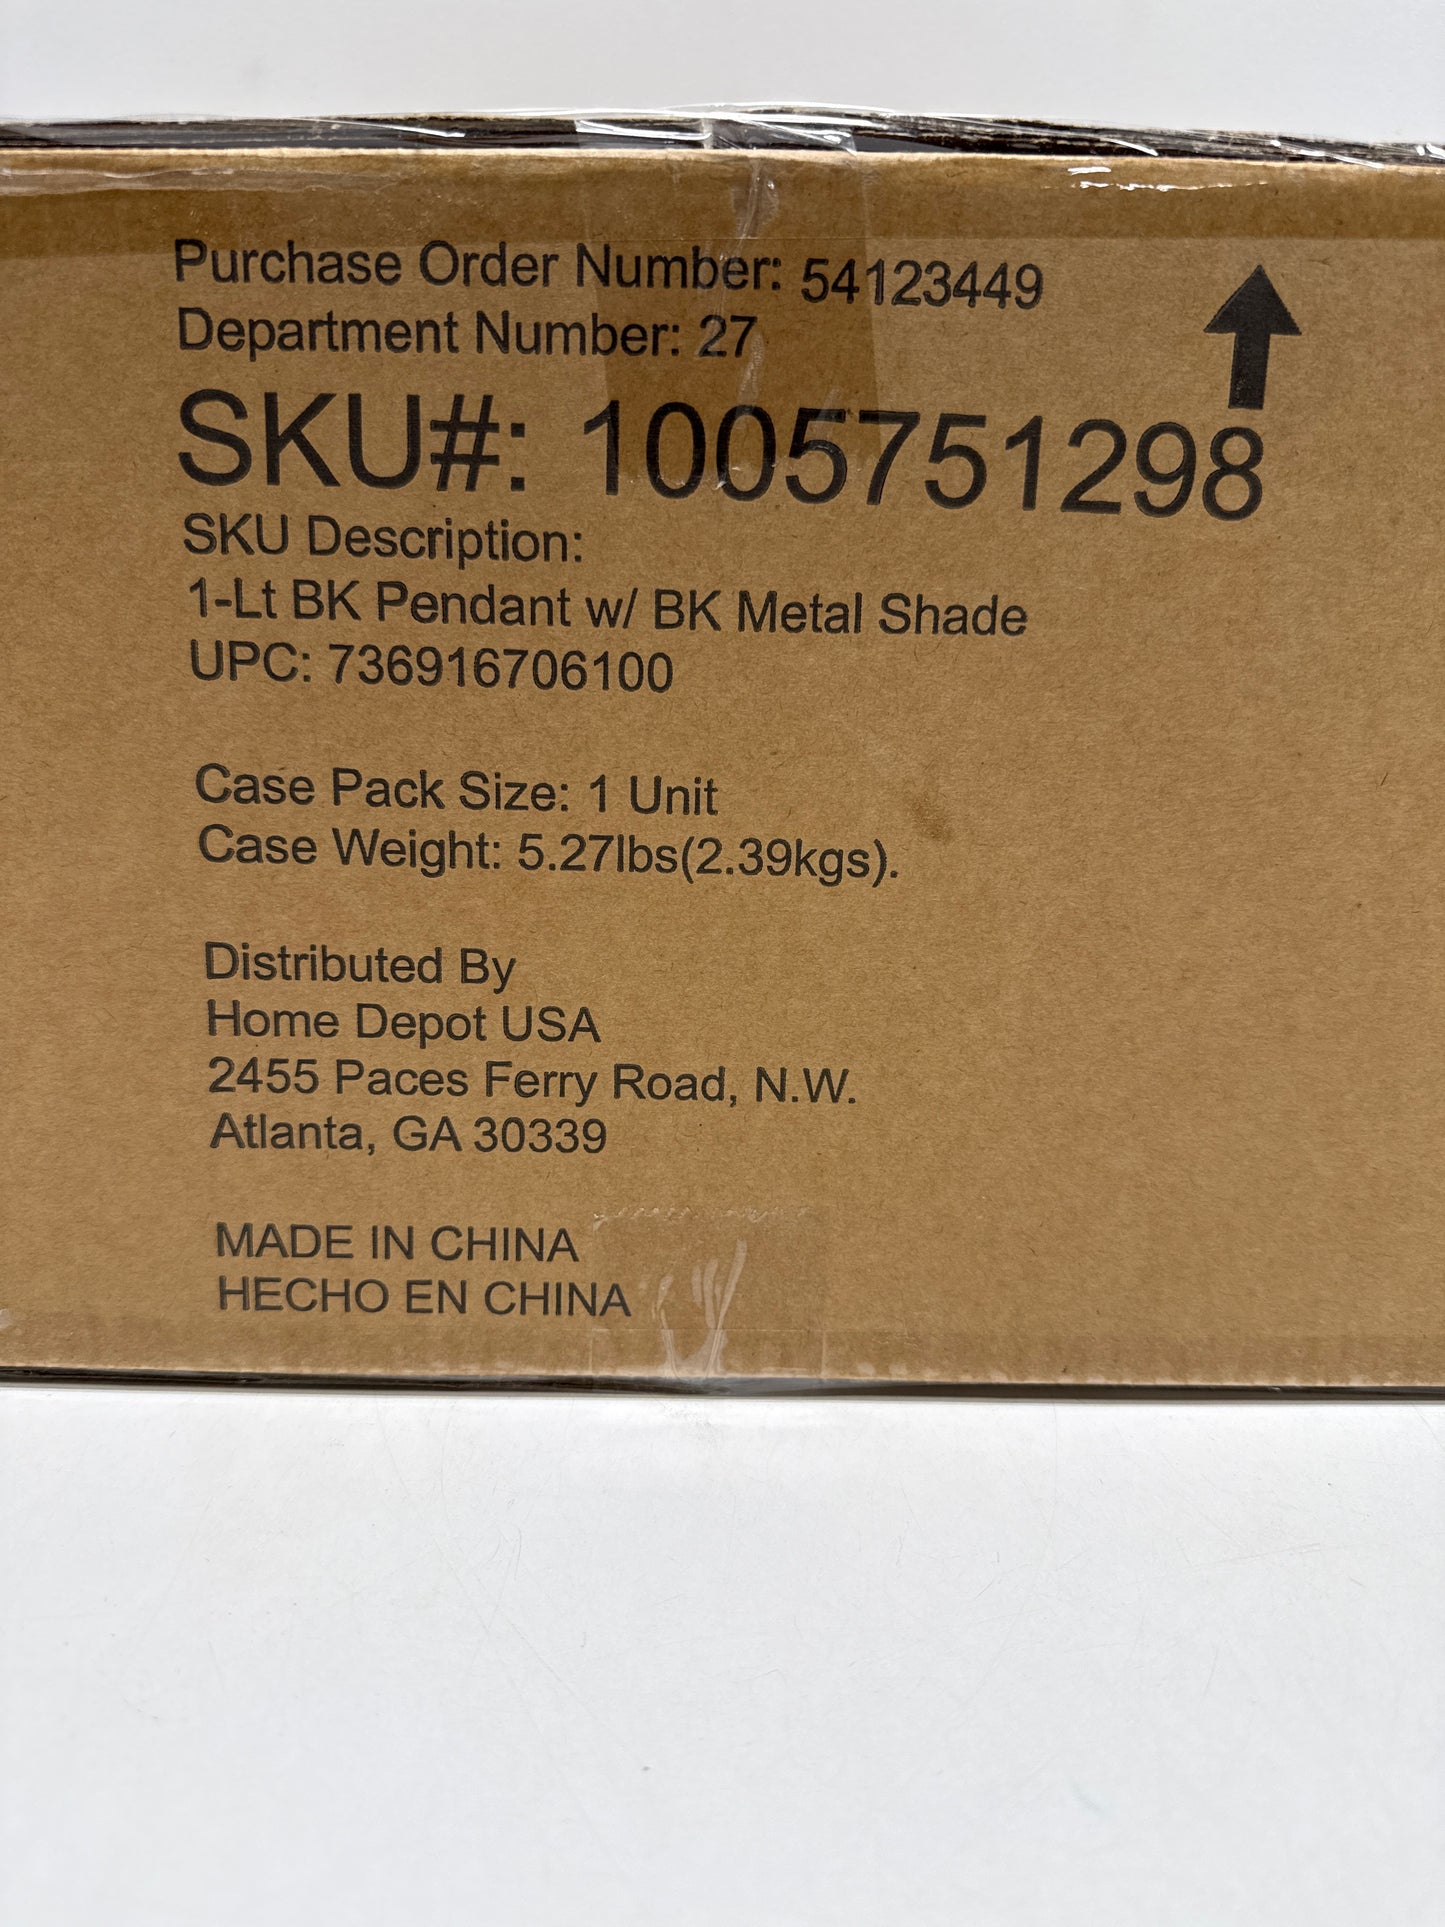 Purchase Order Number: 54123449
Department Number: 27
SKU#: 1005751298
SKU Description:
1-Lt BK Pendant w/ BK Metal Shade
UPC: 736916706100
Case Pack Size: 1 Unit
Case Weight: 5.27lbs(2.39kgs).
Distributed By
Home Depot USA
2455 Paces Ferry Road, N.W.
Atlanta, GA 30339
MADE IN CHINA
HECHO EN CHINA